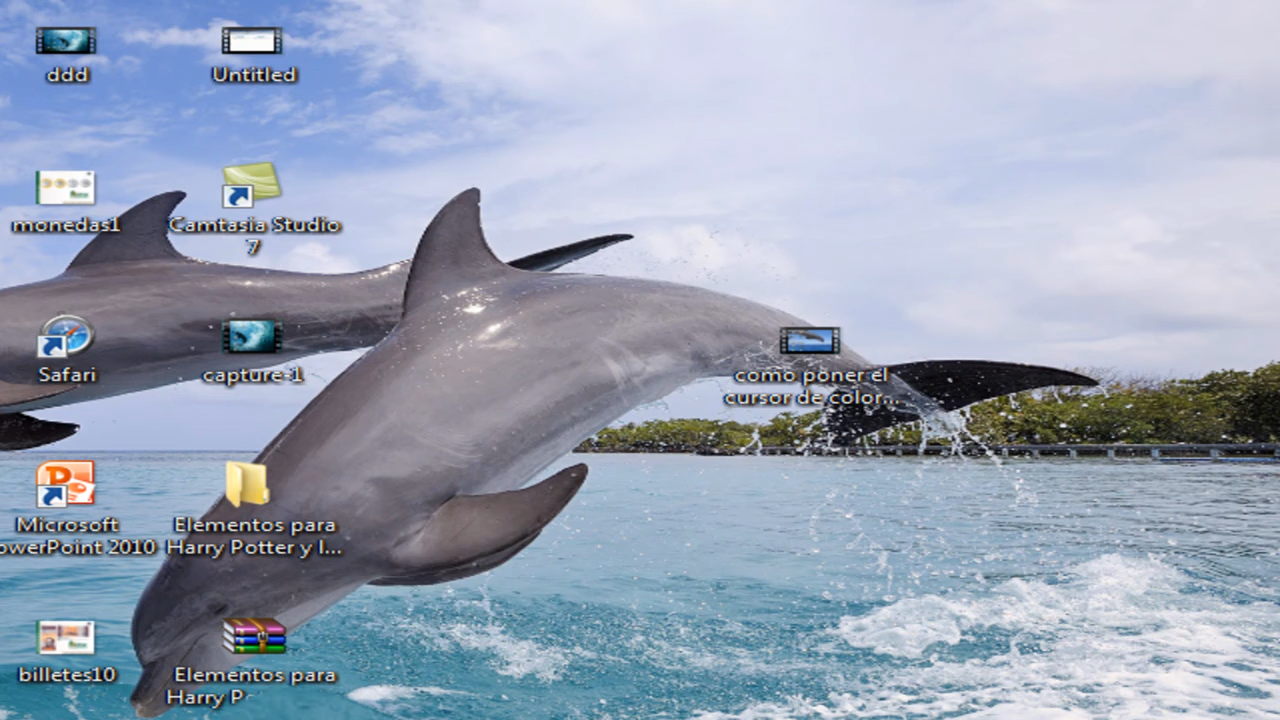 ddd
Untitled
monedas1
Camtasia Studio
7
Safari
capture-1
como poner el
cursor de color...
Microsoft
owerPoint 2010
Elementos para
Harry Potter y l...
billetes10
Elementos para
Harry P